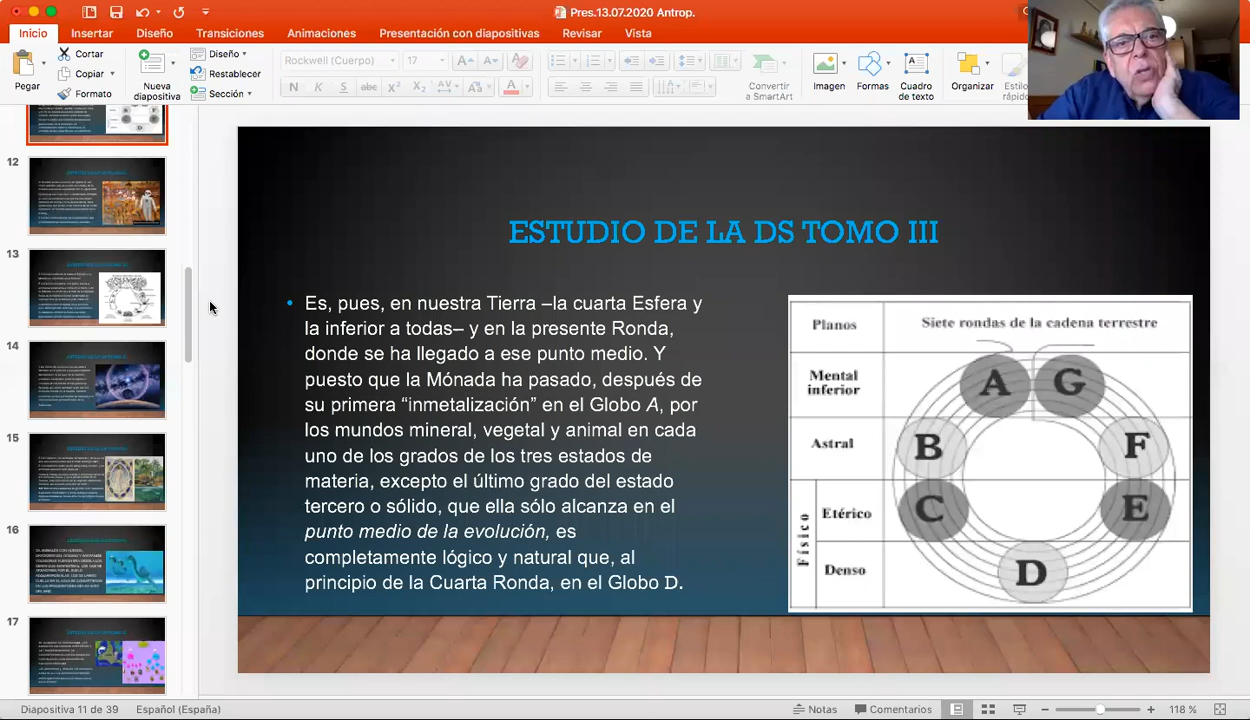 Pres.13.07.2020 Antrop.
Inicio
Insertar
Diseño
Transiciones
Animaciones
Presentación con diapositivas
Revisar
Vista
Pegar
Cortar
Copiar
Formato
Nueva
diapositiva
Diseño
Restablecer
Sección
Rockwell (Cuerpo)
17
N
K
S
abc
X²
X₂
Convertir
a SmartArt
Imagen
Formas
Cuadro
de texto
Organizar
Estilos
rápidos
12
13
14
15
16
17
ESTUDIO DE LA DS TOMO III
• Es, pues, en nuestra Tierra –la cuarta Esfera y
la inferior a todas– y en la presente Ronda,
donde se ha llegado a ese punto medio. Y
puesto que la Mónada ha pasado, después de
su primera “inmetalización” en el Globo A, por
los mundos mineral, vegetal y animal en cada
uno de los grados de los tres estados de
materia, excepto el último grado del estado
tercero o sólido, que ella sólo alcanza en el
punto medio de la evolución, es
completamente lógico y natural que, al
principio de la Cuarta Ronda, en el Globo D.
Planos
Siete rondas de la cadena terrestre
Mental
inferior
A
G
Astral
B
F
Físico
Etérico
C
E
Denso
D
Diapositiva 11 de 39
Español (España)
Notas
Comentarios
118 %